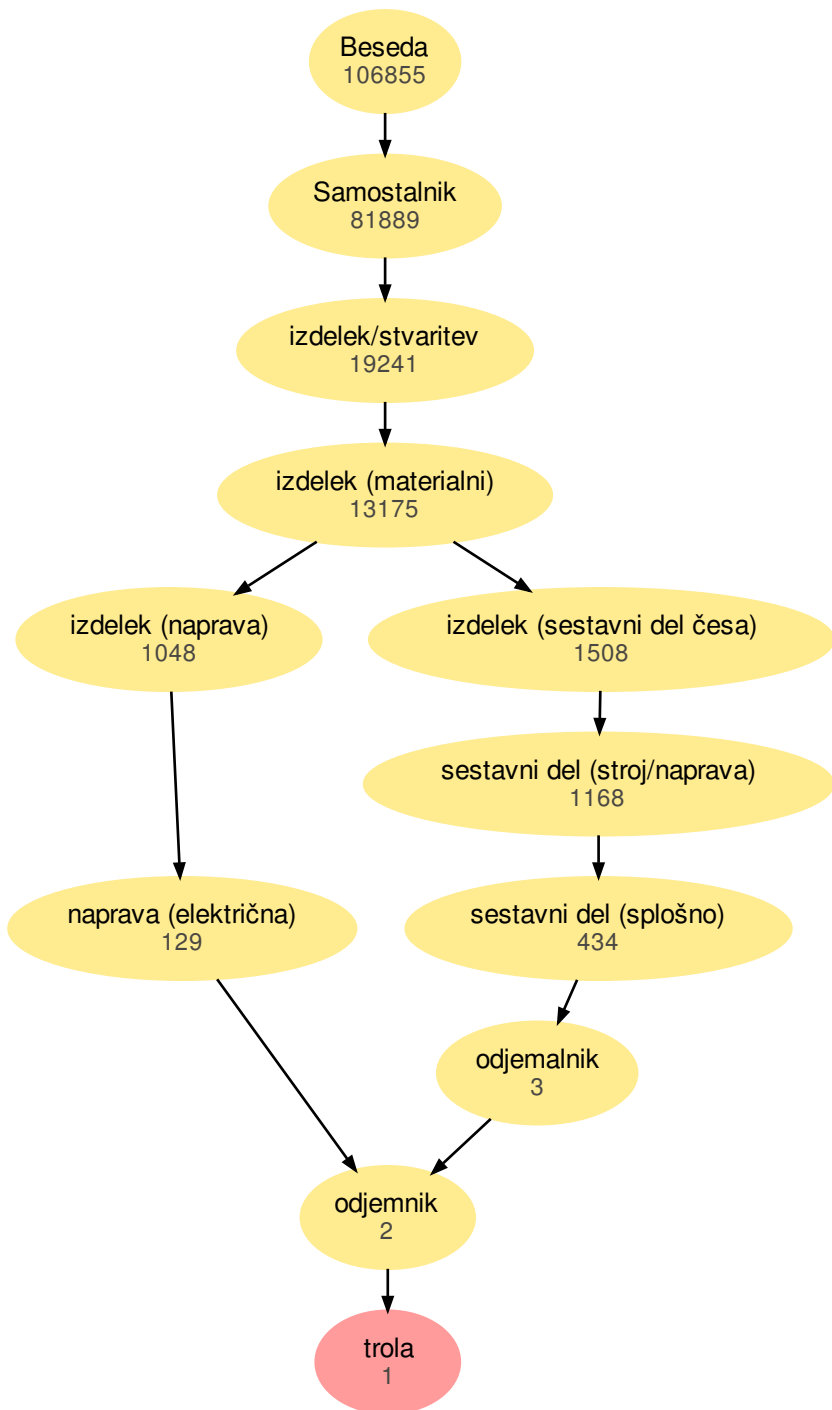 Beseda
106855
Samostalnik
81889
izdelek/stvaritev
19241
izdelek (materialni)
13175
izdelek (naprava)
1048
izdelek (sestavni del česa)
1508
sestavni del (stroj/naprava)
1168
naprava (električna)
129
sestavni del (splošno)
434
odjemalnik
3
odjemnik
2
trola
1